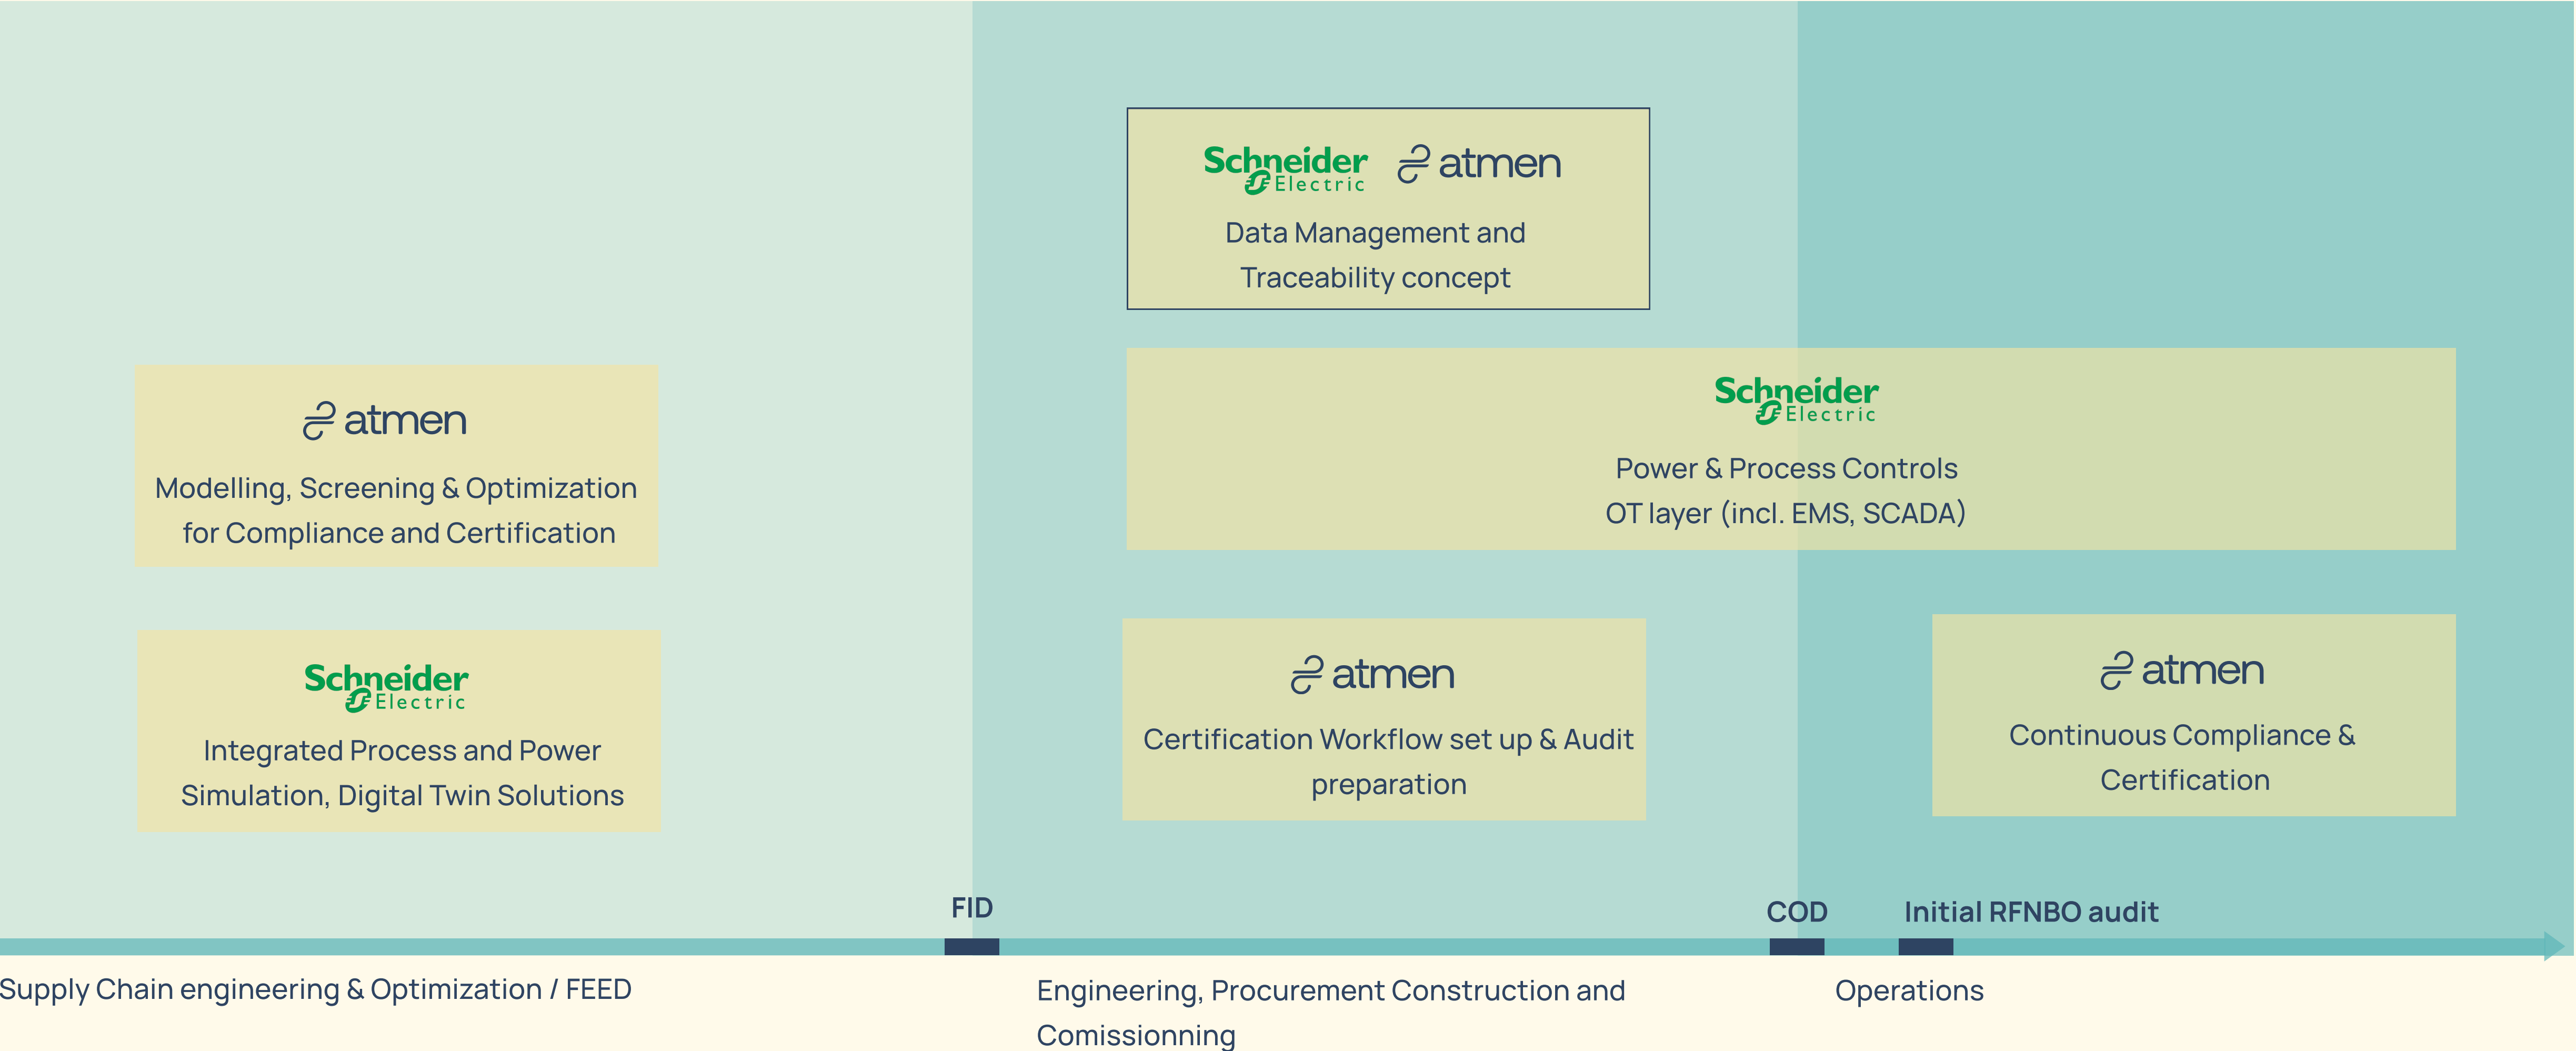 Schneider Electric atmen
Data Management and
Traceability concept
Schneider Electric
Power & Process Controls
OT layer (incl. EMS, SCADA)
atmen
Modelling, Screening & Optimization
for Compliance and Certification
Schneider Electric
Integrated Process and Power
Simulation, Digital Twin Solutions
atmen
Certification Workflow set up & Audit
preparation
atmen
Continuous Compliance &
Certification
FID
COD
Initial RFNBO audit
Supply Chain engineering & Optimization / FEED
Engineering, Procurement Construction and
Comissionning
Operations